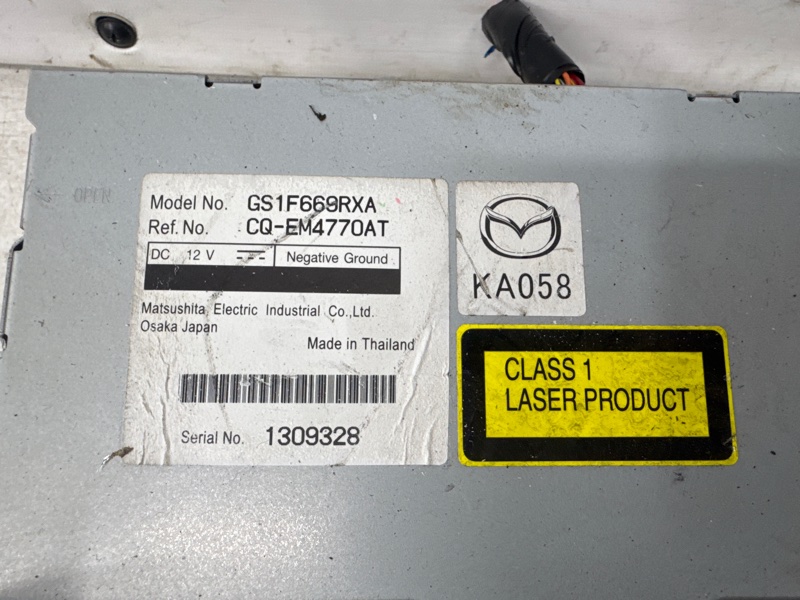 OPEN
Model No. GS1F669RXA
Ref. No. CQ-EM4770AT
DC 12 V Negative Ground
Matsushita Electric Industrial Co.,Ltd.
Osaka Japan
Made in Thailand
Serial No. 1309328
KA058
CLASS 1
LASER PRODUCT